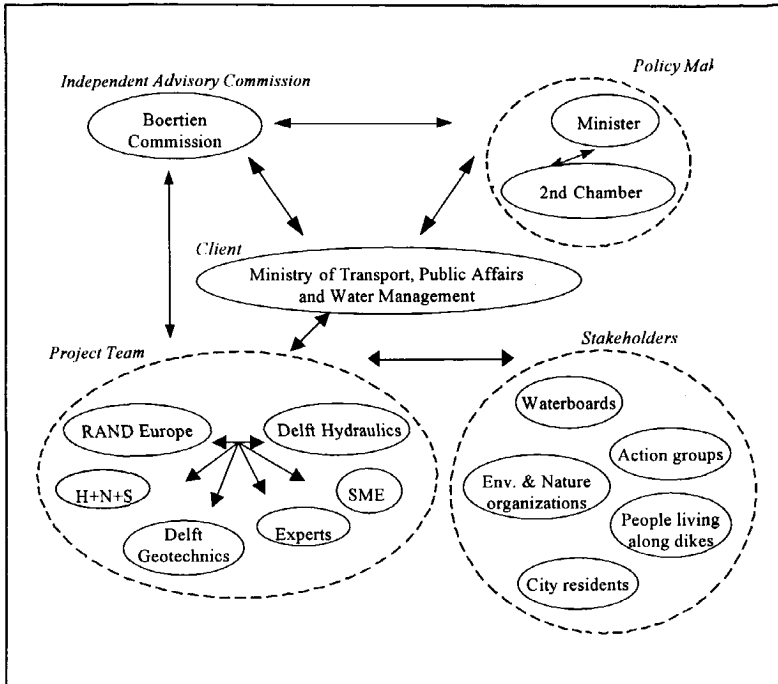 Independent Advisory Commission
Boertien
Commission
Policy Mak
Minister
2nd Chamber
Client
Ministry of Transport, Public Affairs
and Water Management
Project Team
RAND Europe
Delft Hydraulics
H+N+S
SME
Delft
Geotechnics
Experts
Stakeholders
Waterboards
Action groups
Env. & Nature
organizations
People living
along dikes
City residents